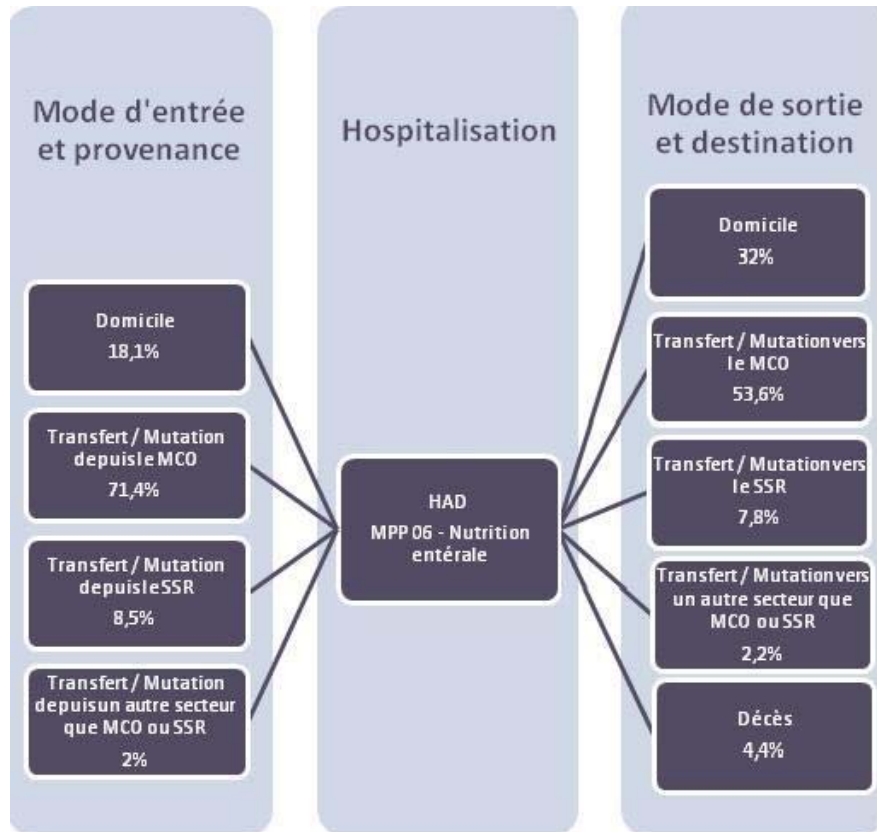 Mode d'entrée
et provenance
Domicile
18,1%
Transfert / Mutation
depuis le MCO
71,4%
Transfert / Mutation
depuis le SSR
8,5%
Transfert / Mutation
depuis un autre secteur
que MCO ou SSR
2%
Hospitalisation
HAD
MPP 06 - Nutrition
entérale
Mode de sortie
et destination
Domicile
32%
Transfert / Mutation vers
le MCO
53,6%
Transfert / Mutation vers
le SSR
7,8%
Transfert / Mutation vers
un autre secteur que
MCO ou SSR
2,2%
Décès
4,4%